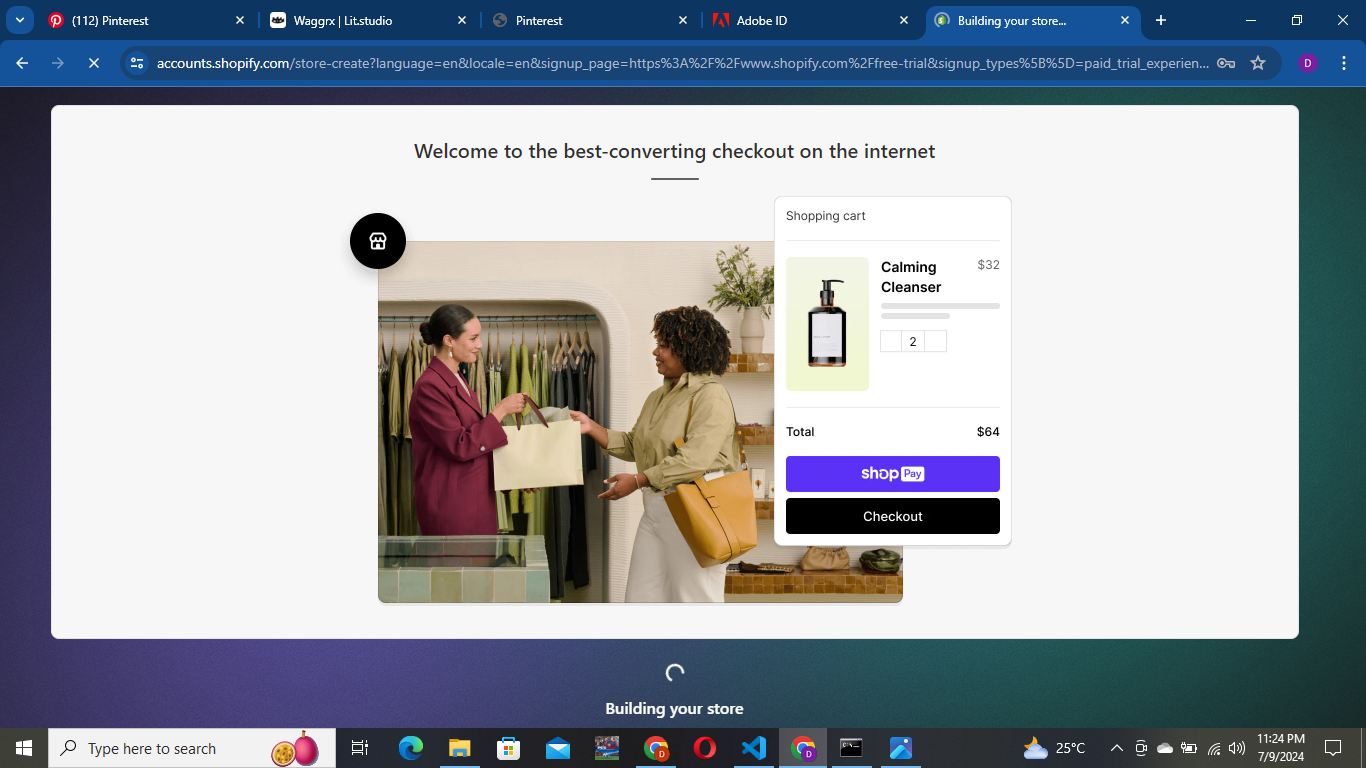 (112) Pinterest
Waggrx | Lit.studio
Pinterest
Adobe ID
Building your store...
accounts.shopify.com/store-create?language=en&locale=en&signup_page=https%3A%2F%2Fwww.shopify.com%2Ffree-trial&signup_types%5B%5D=paid_trial_experien...
D
Welcome to the best-converting checkout on the internet
Shopping cart
Calming $32
Cleanser
2
Total $64
shop Pay
Checkout
Building your store
Type here to search
D
D
25°C
11:24 PM
7/9/2024